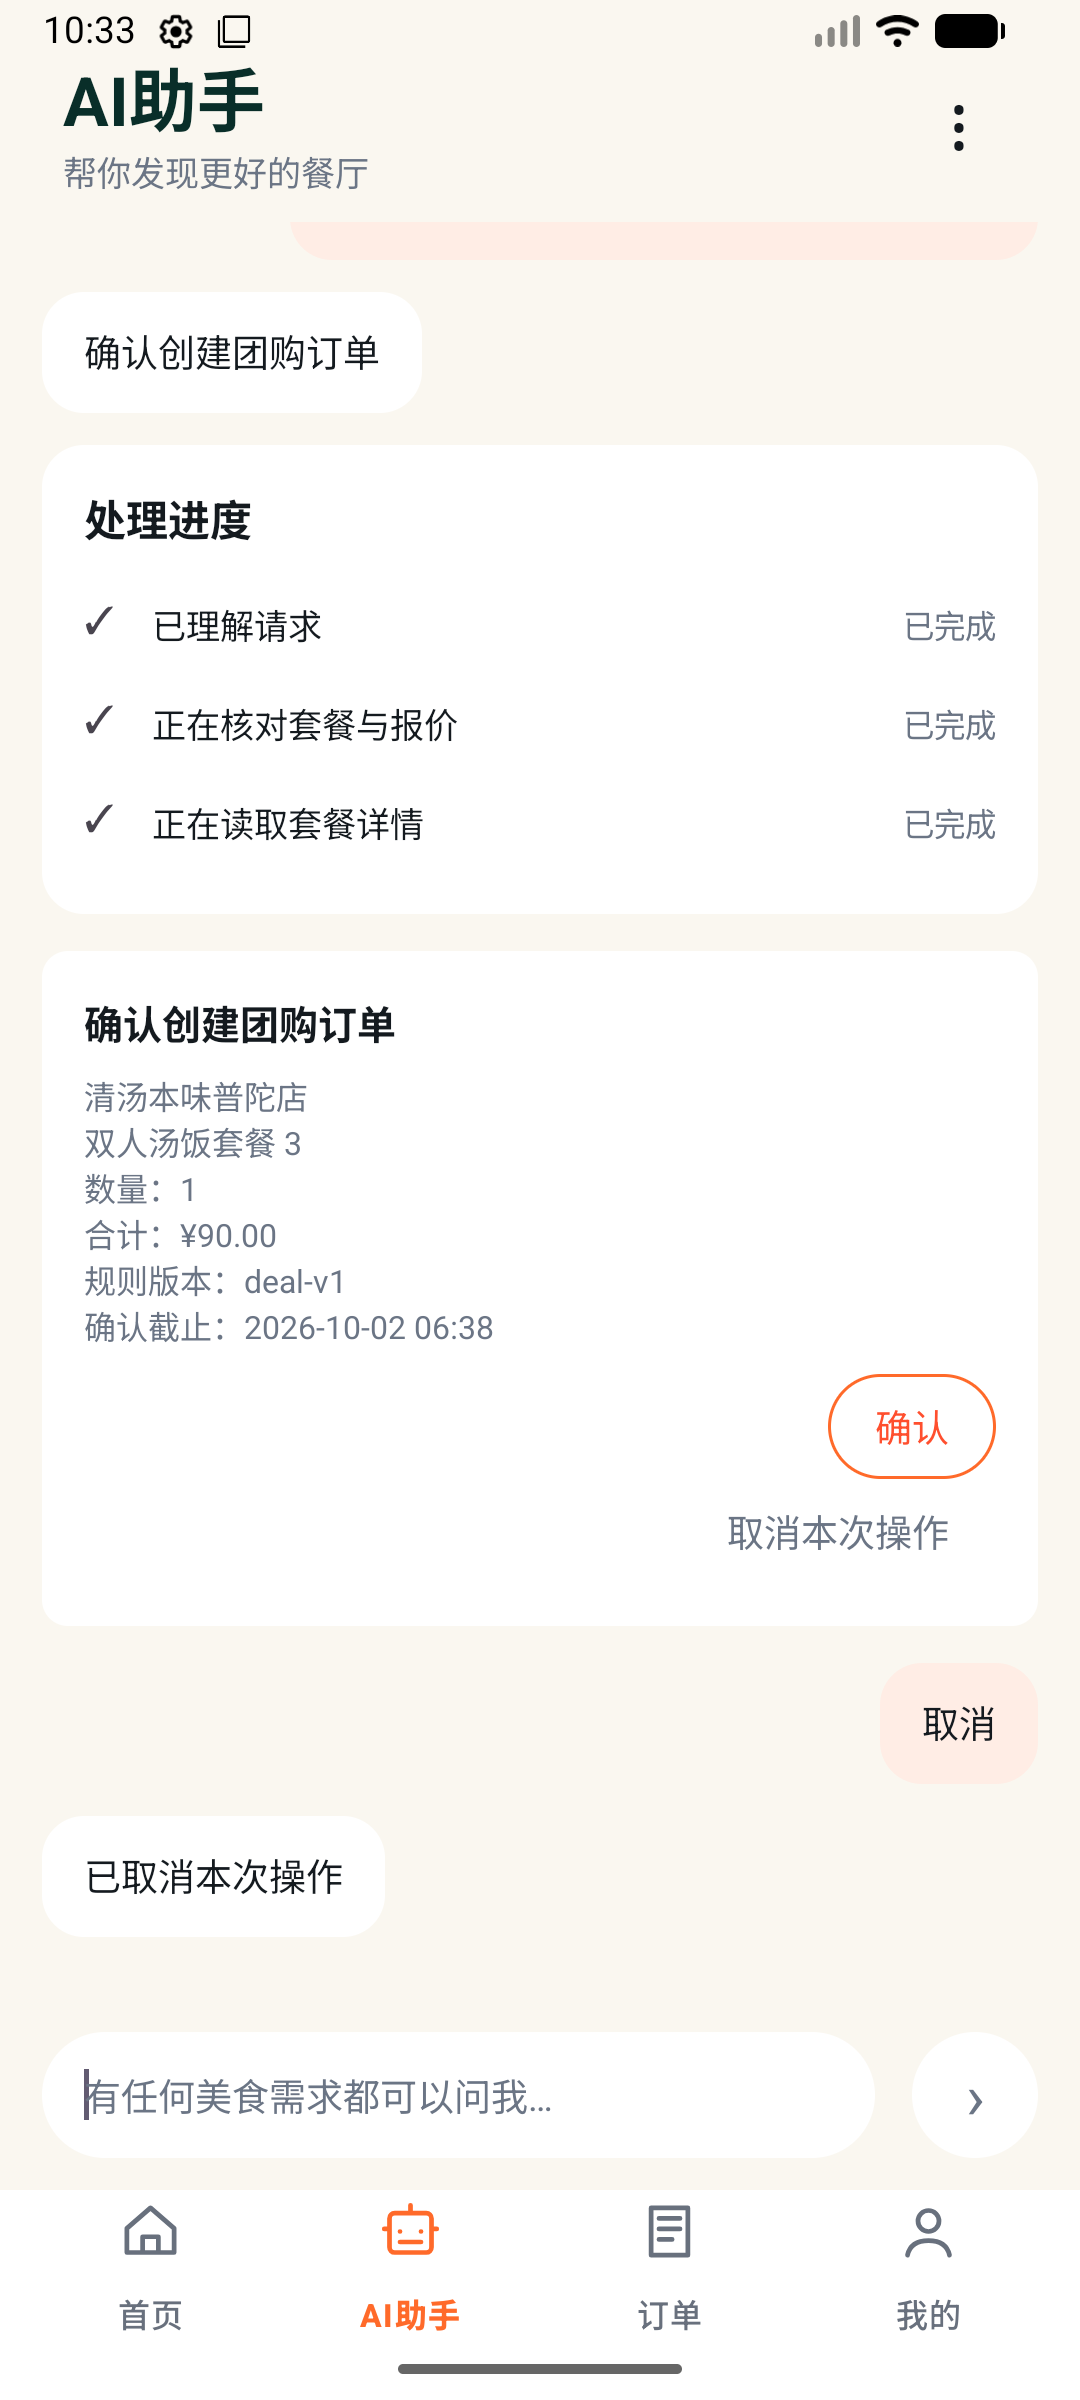 10:33
AI助手
帮你发现更好的餐厅
确认创建团购订单
处理进度
✓ 已理解请求 已完成
✓ 正在核对套餐与报价 已完成
✓ 正在读取套餐详情 已完成
确认创建团购订单
清汤本味普陀店
双人汤饭套餐 3
数量：1
合计：¥90.00
规则版本：deal-v1
确认截止：2026-10-02 06:38
确认
取消本次操作
取消
已取消本次操作
有任何美食需求都可以问我...
首页 AI助手 订单 我的